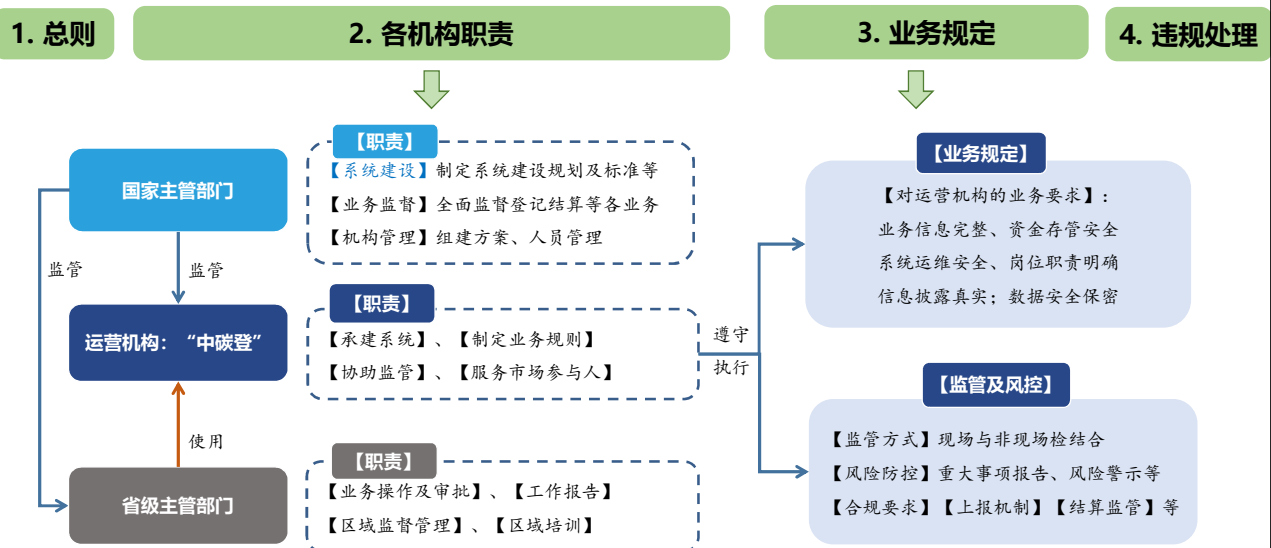 1. 总则
2. 各机构职责
3. 业务规定
4. 违规处理
国家主管部门
监管
监管
运营机构：“中碳登”
使用
省级主管部门
【职责】
【系统建设】制定系统建设规划及标准等
【业务监督】全面监督登记结算等各业务
【机构管理】组建方案、人员管理
【职责】
【承建系统】、【制定业务规则】
【协助监管】、【服务市场参与人】
【职责】
【业务操作及审批】、【工作报告】
【区域监督管理】、【区域培训】
遵守
执行
【业务规定】
【对运营机构的业务要求】:
业务信息完整、资金存管安全
系统运维安全、岗位职责明确
信息披露真实；数据安全保密
【监管及风控】
【监管方式】现场与非现场检结合
【风险防控】重大事项报告、风险警示等
【合规要求】【上报机制】【结算监管】等